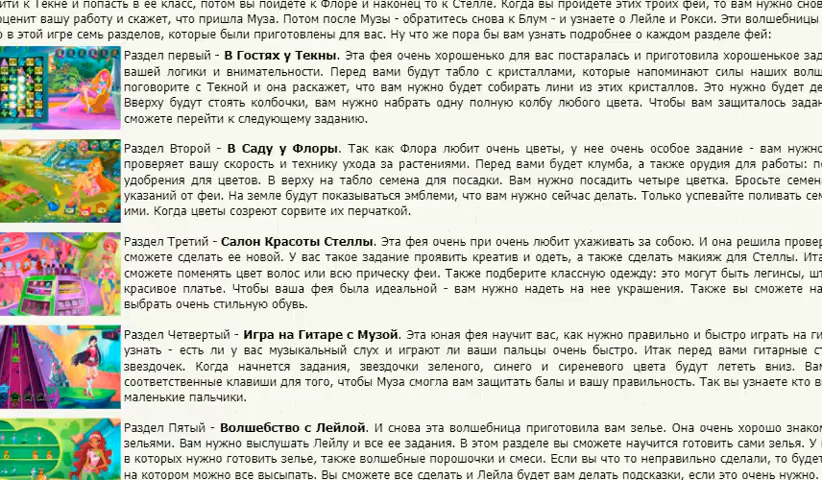 ити к Текне и попасть в ее класс, потом вы пойдете к Флоре и наконец то к Стелле. Когда вы пройдете этих троих фей, то вам нужно снов
оценит вашу работу и скажет, что пришла Муза. Потом после Музы - обратитесь снова к Блум - и узнаете о Лейле и Рокси. Эти волшебницы
о в этой игре семь разделов, которые были приготовлены для вас. Ну что же пора бы вам узнать подробнее о каждом разделе фей:
Раздел первый - В Гостях у Текны. Эта фея очень хорошенько для вас постаралась и приготовила хорошенькое зад
вашей логики и внимательности. Перед вами будут табло с кристаллами, которые напоминают силы наших волш
поговорите с Текной и она раскажет, что вам нужно будет собирать лини из этих кристаллов. Это нужно будет де
Вверху будут стоять колбочки, вам нужно набрать одну полную колбу любого цвета. Чтобы вам защиталось задан
сможете перейти к следующему заданию.
Раздел Второй - В Саду у Флоры. Так как Флора любит очень цветы, у нее очень особое задание - вам нужно
проверяет вашу скорость и технику ухода за растениями. Перед вами будет клумба, а также орудия для работы: по
удобрения для цветов. В верху на табло семена для посадки. Вам нужно посадить четыре цветка. Бросьте семен
указаний от феи. На земле будут показываться эмблеми, что вам нужно сейчас делать. Только успевайте поливать сем
ими. Когда цветы созреют сорвите их перчаткой.
Раздел Третий - Салон Красоты Стеллы. Эта фея очень при очень любит ухаживать за собою. И она решила провер
сможете сделать ее новой. У вас такое задание проявить креатив и одеть, а также сделать макияж для Стеллы. Ита
сможете поменять цвет волос или всю прическу феи. Также подберите классную одежду: это могут быть легинсы, шт
красивое платье. Чтобы ваша фея была идеальной - вам нужно надеть на нее украшения. Также вы сможете на
выбрать очень стильную обувь.
Раздел Четвертый - Игра на Гитаре с Музой. Эта юная фея научит вас, как нужно правильно и быстро играть на ги
узнать - есть ли у вас музыкальный слух и играют ли ваши пальцы очень быстро. Итак перед вами гитарные ст
звездочек. Когда начнется задания, звездочки зеленого, синего и сиреневого цвета будут лететь вниз. Вам
соответственные клавиши для того, чтобы Муза смогла вам защитать балы и вашу правильность. Так вы узнаете кто в
маленькие пальчики.
Раздел Пятый - Волшебство с Лейлой. И снова эта волшебница приготовила вам зелье. Она очень хорошо знаком
зельями. Вам нужно выслушать Лейлу и все ее задания. В этом разделе вы сможете научится готовить сами зелья. У
в которых нужно готовить зелье, также волшебные порошочки и смеси. Если вы что то неправильно сделали, то будет
на котором можно все высыпать. Вы сможете все сделать и Лейла будет вам делать подсказки, если это очень нужно.